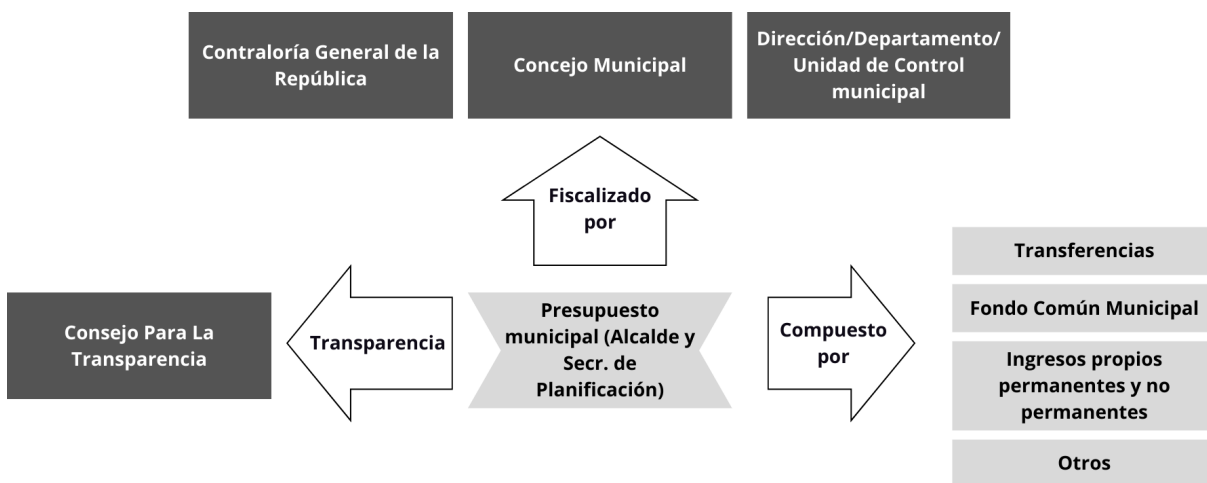 Contraloría General de la
República
Concejo Municipal
Dirección/Departamento/
Unidad de Control
municipal
Fiscalizado
por
Consejo Para La
Transparencia
Transparencia
Presupuesto
municipal (Alcalde y
Secr. de
Planificación)
Compuesto
por
Transferencias
Fondo Común Municipal
Ingresos propios
permanentes y no
permanentes
Otros